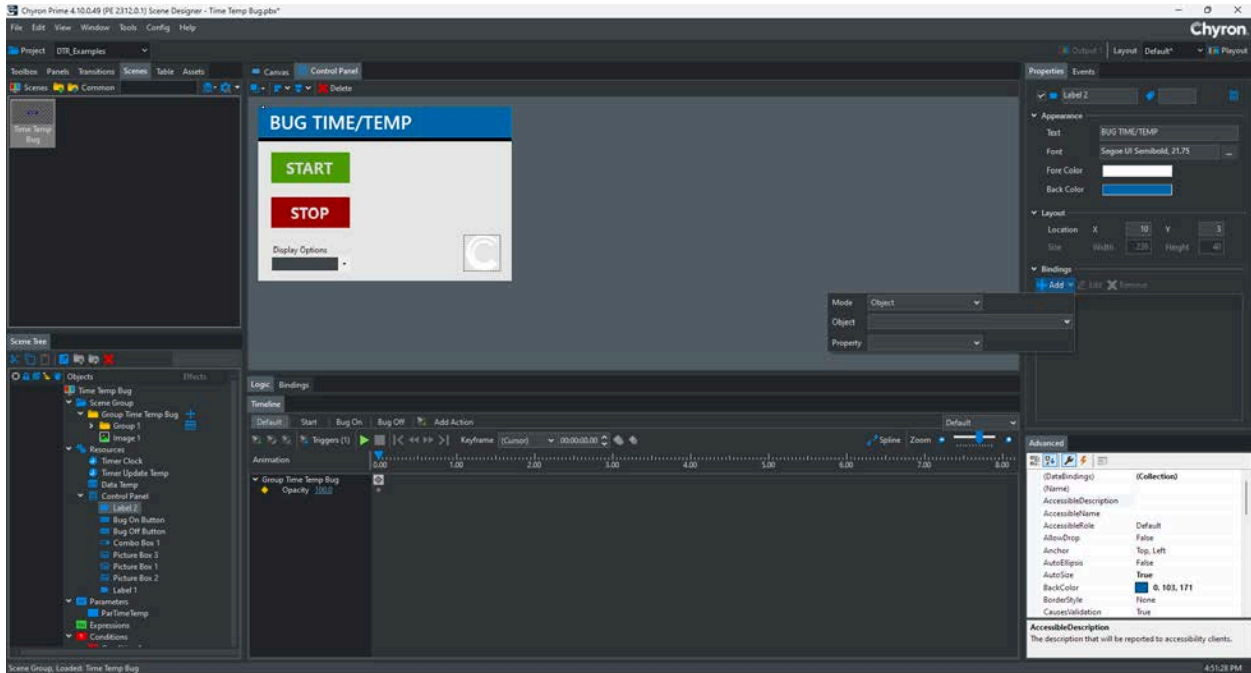 Chyron Prime 4.10.0.49 (PE 2312.0.1) Scene Designer - Time Temp Bug.pbx*
File Edit View Window Tools Config Help
Chyron
Project DTR_Examples
Output 1 Layout Default* Playout
Toolbox Panels Transitions Scenes Table Assets
Canvas Control Panel
Properties Events
Scenes Common
Delete
Label 2
Time Temp Bug
BUG TIME/TEMP
START
STOP
Display Options
Appearance
Text BUG TIME/TEMP
Font Segoe UI Semibold, 21.75 ...
Fore Color
Back Color
Layout
Location X 10 Y 3
Size Width 220 Height 40
Bindings
Add Edit Remove
Mode Object
Object
Property
Scene Tree
Objects Effects
Time Temp Bug
Scene Group
Group Time Temp Bug
Group 1
Image 1
Resources
Timer Clock
Timer Update Temp
Data Temp
Control Panel
Label 2
Bug On Button
Bug Off Button
Combo Box 1
Picture Box 3
Picture Box 1
Picture Box 2
Label 1
Parameters
ParTimeTemp
Expressions
Conditions
Logic Bindings
Timeline
Default Start Bug On Bug Off Add Action
Default
Triggers (1) Keyframe (Cursor) 00:00:00.00
Spline Zoom
Animation 0.00 1.00 2.00 3.00 4.00 5.00 6.00 7.00 8.00
Group Time Temp Bug
Opacity 100.0
Advanced
(DataBindings) (Collection)
(Name)
AccessibleDescription
AccessibleName
AccessibleRole Default
AllowDrop False
Anchor Top, Left
AutoEllipsis False
AutoSize True
BackColor 0, 103, 171
BorderStyle None
CausesValidation True
AccessibleDescription
The description that will be reported to accessibility clients.
Scene Group, Loaded: Time Temp Bug
4:51:28 PM